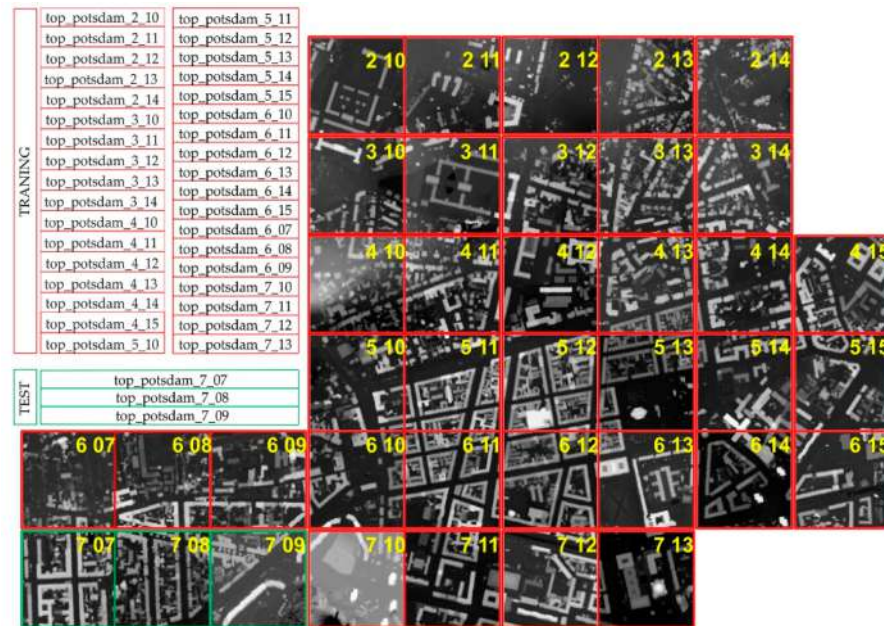 TRANING
top_potsdam_2_10
top_potsdam_2_11
top_potsdam_2_12
top_potsdam_2_13
top_potsdam_2_14
top_potsdam_3_10
top_potsdam_3_11
top_potsdam_3_12
top_potsdam_3_13
top_potsdam_3_14
top_potsdam_4_10
top_potsdam_4_11
top_potsdam_4_12
top_potsdam_4_13
top_potsdam_4_14
top_potsdam_4_15
top_potsdam_5_10
top_potsdam_5_11
top_potsdam_5_12
top_potsdam_5_13
top_potsdam_5_14
top_potsdam_5_15
top_potsdam_6_10
top_potsdam_6_11
top_potsdam_6_12
top_potsdam_6_13
top_potsdam_6_14
top_potsdam_6_15
top_potsdam_6_07
top_potsdam_6_08
top_potsdam_6_09
top_potsdam_7_10
top_potsdam_7_11
top_potsdam_7_12
top_potsdam_7_13
TEST
top_potsdam_7_07
top_potsdam_7_08
top_potsdam_7_09
2 10 2 11 2 12 2 13 2 14
3 10 3 11 3 12 3 13 3 14
4 10 4 11 4 12 4 13 4 14 4 15
5 10 5 11 5 12 5 13 5 14 5 15
6 07 6 08 6 09 6 10 6 11 6 12 6 13 6 14 6 15
7 07 7 08 7 09 7 10 7 11 7 12 7 13